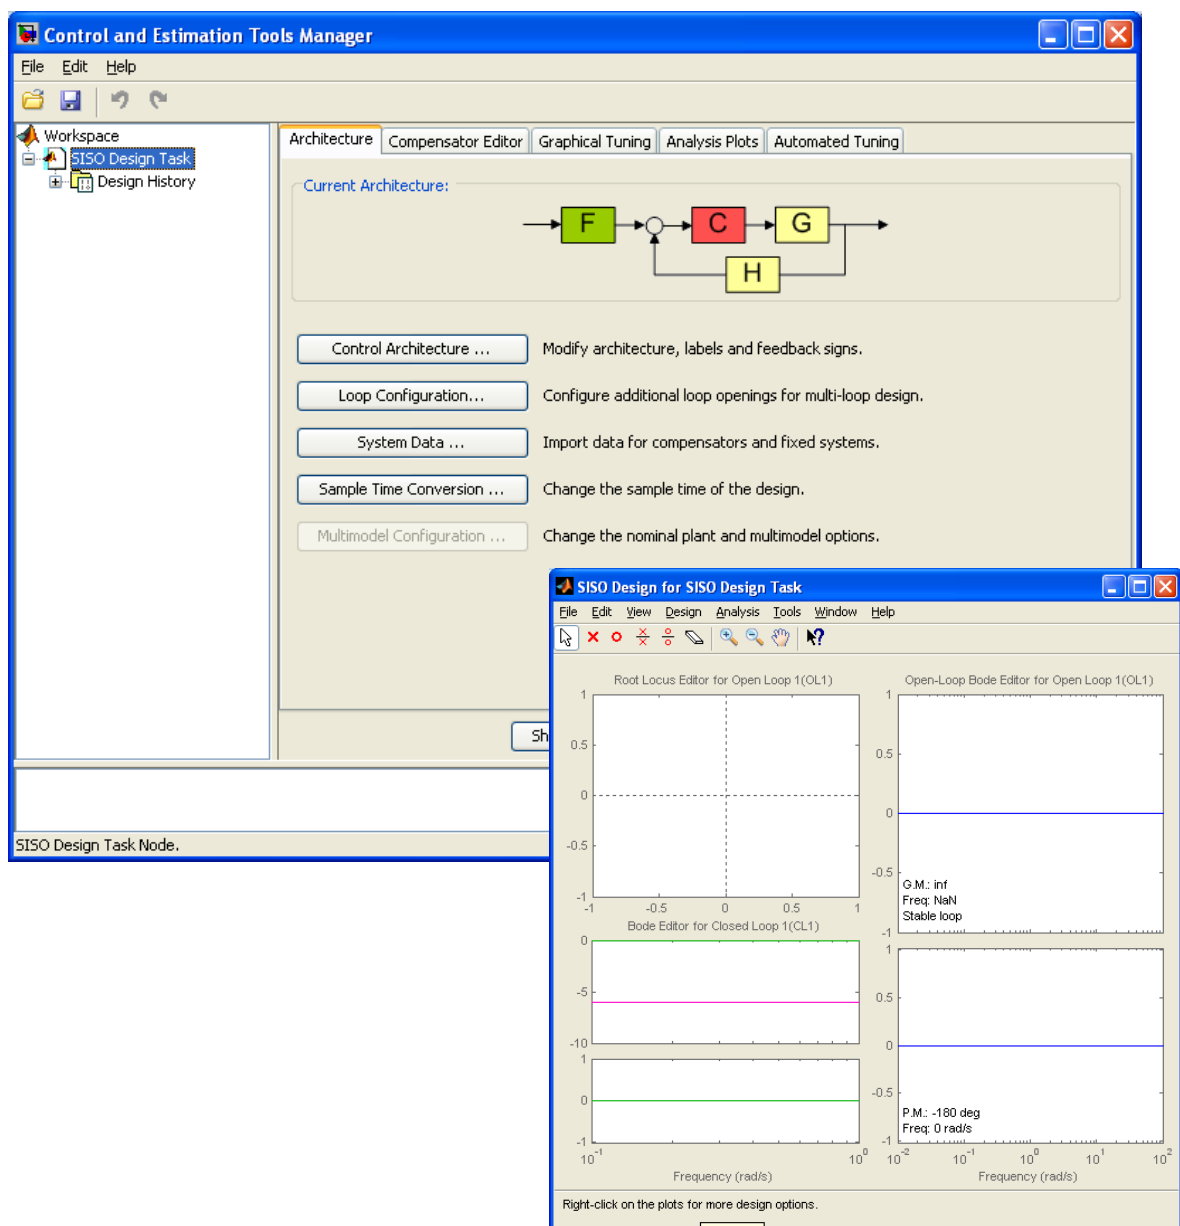 Control and Estimation Tools Manager
File Edit Help
Workspace
SISO Design Task
Design History
Architecture Compensator Editor Graphical Tuning Analysis Plots Automated Tuning
Current Architecture:
F C G
H
Control Architecture ... Modify architecture, labels and feedback signs.
Loop Configuration... Configure additional loop openings for multi-loop design.
System Data ... Import data for compensators and fixed systems.
Sample Time Conversion ... Change the sample time of the design.
Multimodel Configuration ... Change the nominal plant and multimodel options.
Sh
SISO Design Task Node.
SISO Design for SISO Design Task
File Edit View Design Analysis Tools Window Help
Root Locus Editor for Open Loop 1(OL1)
1
0.5
0
-0.5
-1
-1 -0.5 0 0.5 1
Bode Editor for Closed Loop 1(CL1)
0
-5
-10
1
0
-1
10^-1 10^0
Frequency (rad/s)
Open-Loop Bode Editor for Open Loop 1(OL1)
1
0.5
0
-0.5
-1
G.M.: inf
Freq: NaN
Stable loop
1
0.5
0
-0.5
-1
P.M.: -180 deg
Freq: 0 rad/s
10^-2 10^-1 10^0 10^1 10^2
Frequency (rad/s)
Right-click on the plots for more design options.